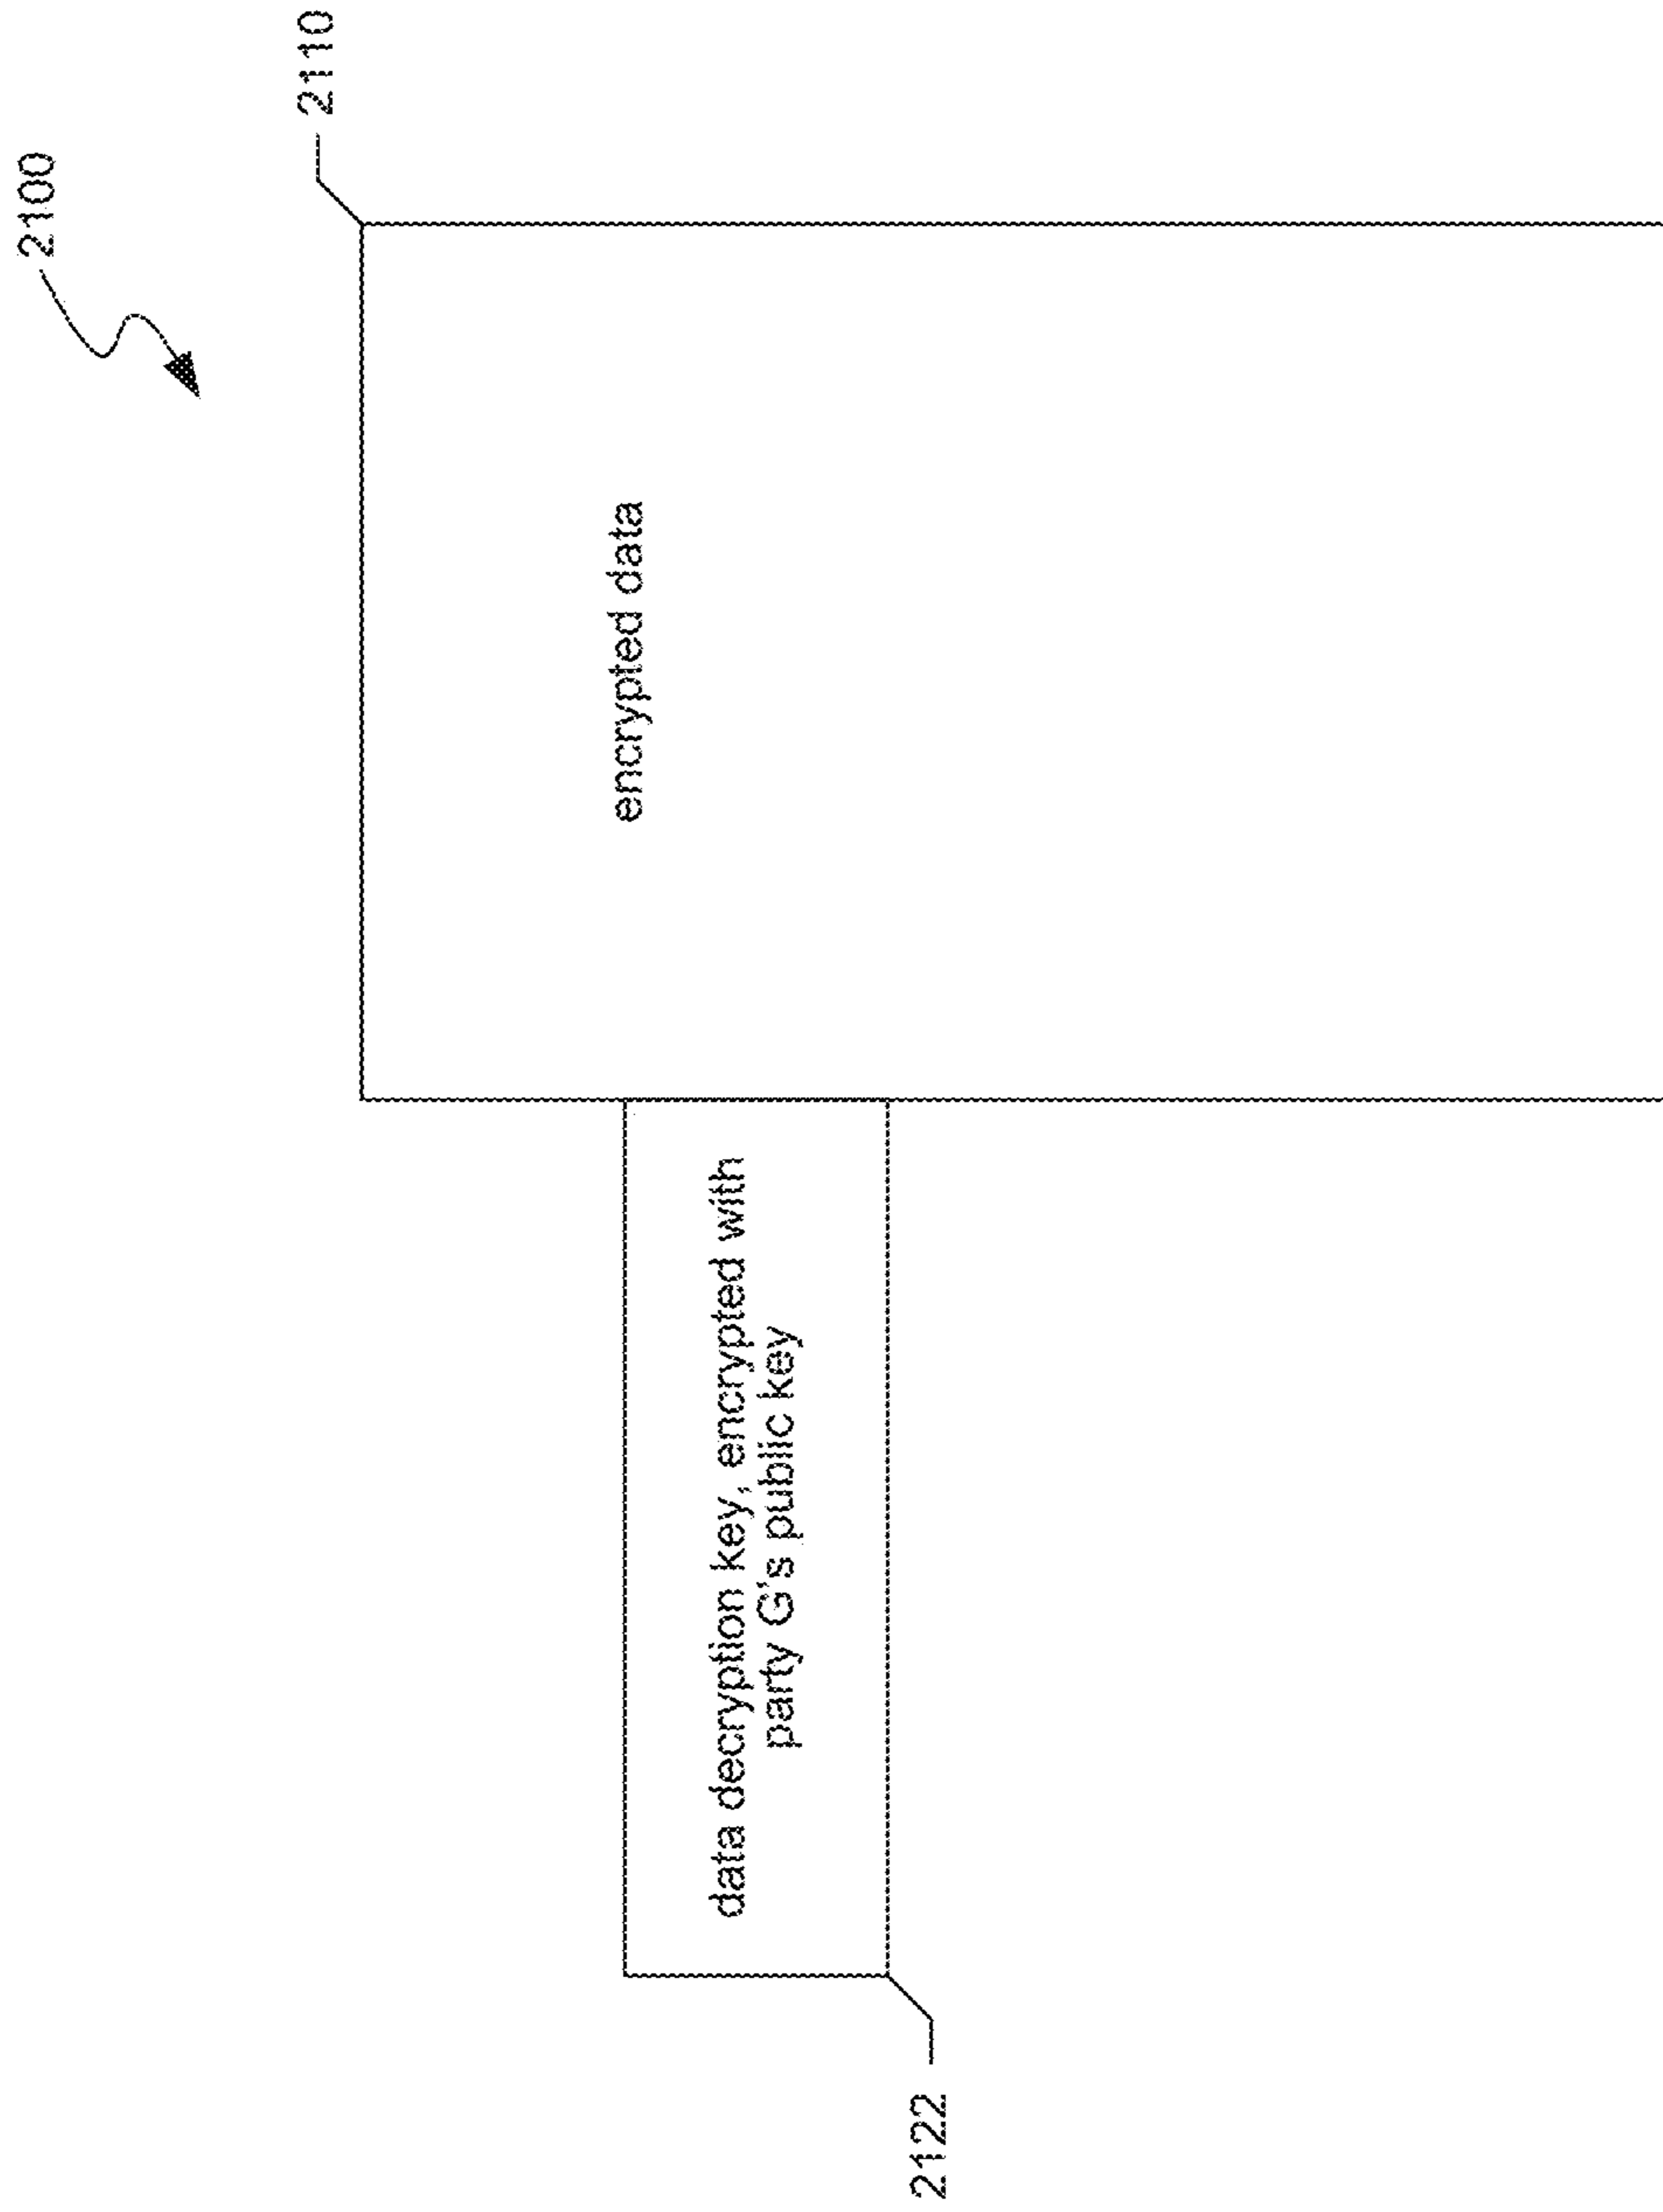 2100
2110
encrypted data
data decryption key, encrypted with
party G's public key
2122